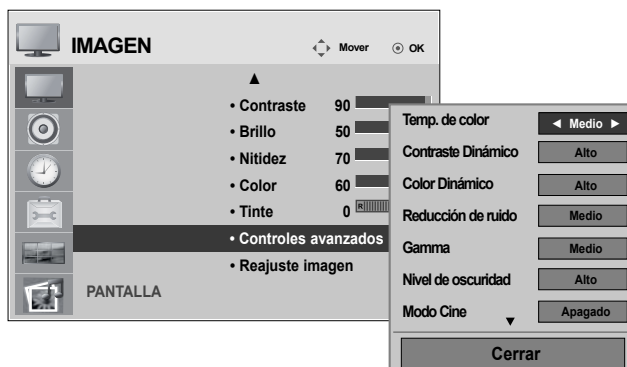 IMAGEN
Mover
OK
• Contraste 90
• Brillo 50
• Nitidez 70
• Color 60
• Tinte 0 R
• Controles avanzados
• Reajuste imagen
PANTALLA
Temp. de color ◄ Medio ►
Contraste Dinámico Alto
Color Dinámico Alto
Reducción de ruido Medio
Gamma Medio
Nivel de oscuridad Alto
Modo Cine Apagado
Cerrar